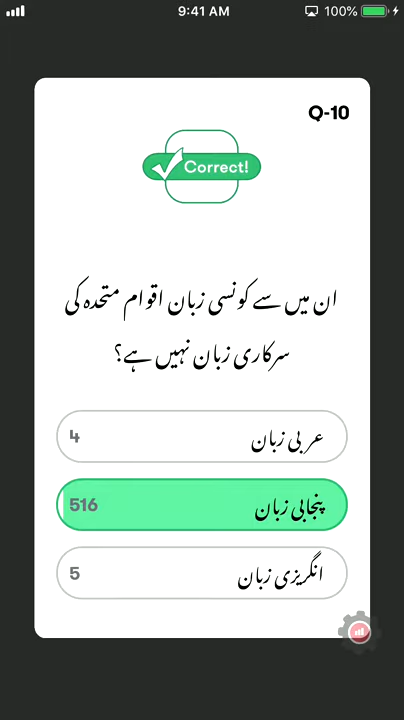 9:41 AM
100%
Q-10
Correct!
ان میں سے کونسی زبان اقوام متحدہ کی
سرکاری زبان نہیں ہے؟
عربی زبان 4
پنجابی زبان 516
انگریزی زبان 5